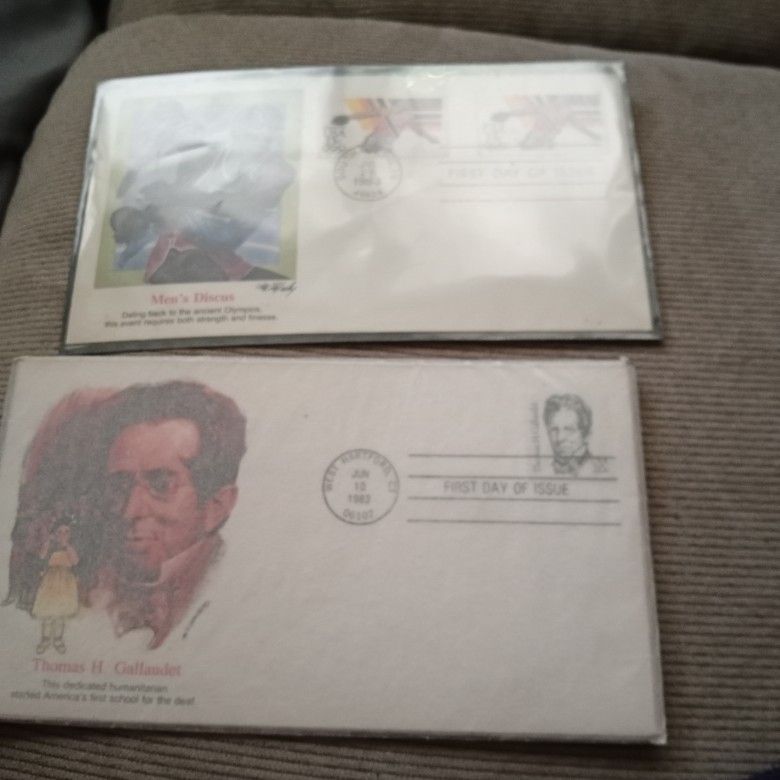 FIRST DAY OF ISSUE
Men's Discus
Dating back to the ancient Olympics,
this event requires both strength and finesse.
Thomas H. Gallaudet
WEST HARTFORD, CT
JUN
10
1983
06107
FIRST DAY OF ISSUE
Thomas H. Gallaudet
This dedicated humanitarian
started America's first school for the deaf.